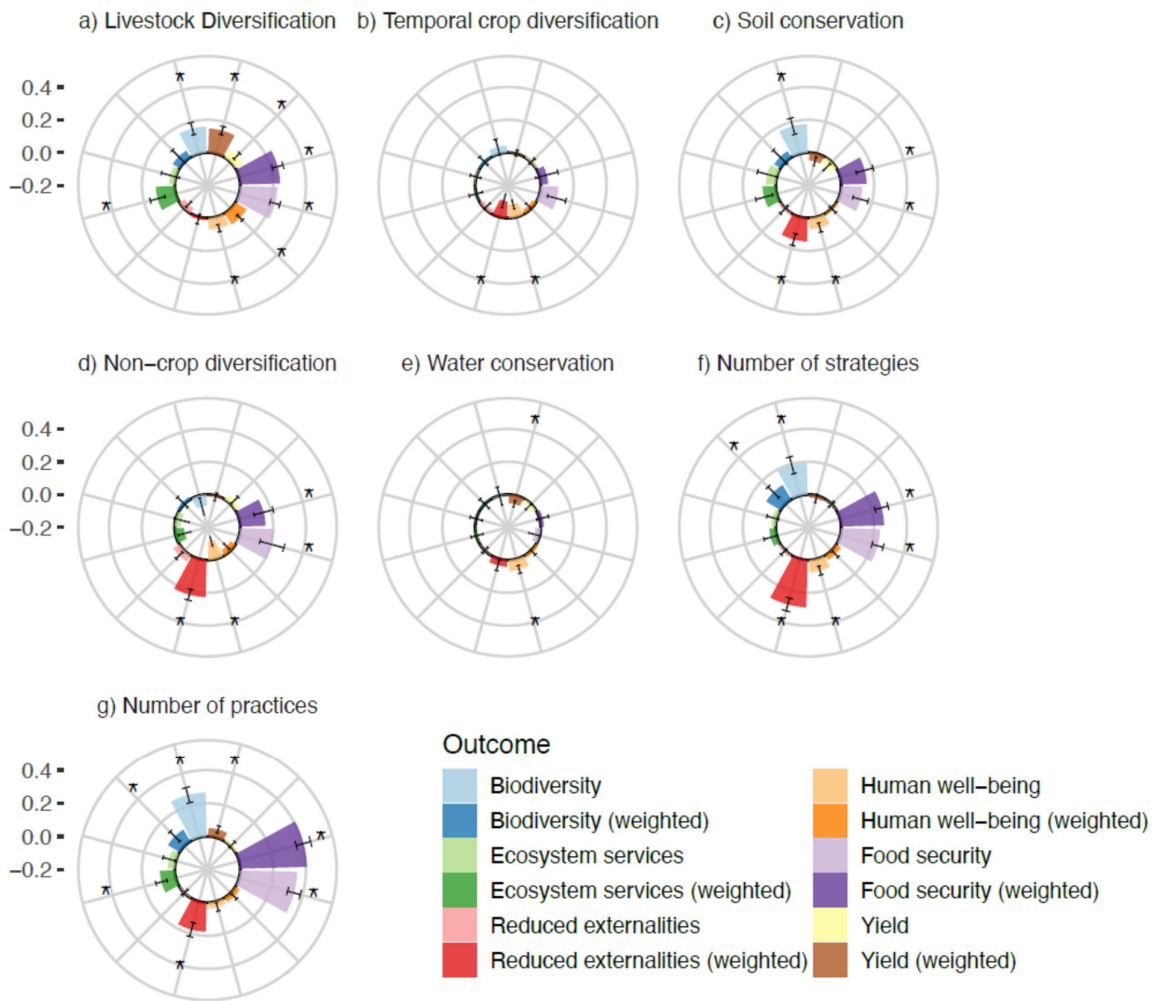 a) Livestock Diversification b) Temporal crop diversification c) Soil conservation
0.4
0.2
0.0
−0.2
d) Non−crop diversification e) Water conservation f) Number of strategies
0.4
0.2
0.0
−0.2
g) Number of practices
0.4
0.2
0.0
−0.2
Outcome
Biodiversity
Biodiversity (weighted)
Ecosystem services
Ecosystem services (weighted)
Reduced externalities
Reduced externalities (weighted)
Human well−being
Human well−being (weighted)
Food security
Food security (weighted)
Yield
Yield (weighted)